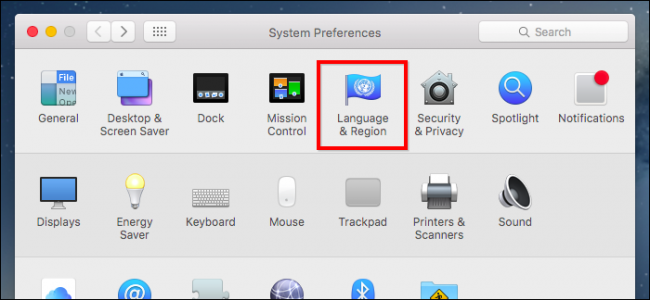 System Preferences
Search
File
New
Ope
General
Desktop &
Screen Saver
Dock
Mission
Control
Language
& Region
Security
& Privacy
Spotlight
Notifications
Displays
Energy
Saver
Keyboard
Mouse
Trackpad
Printers &
Scanners
Sound
@